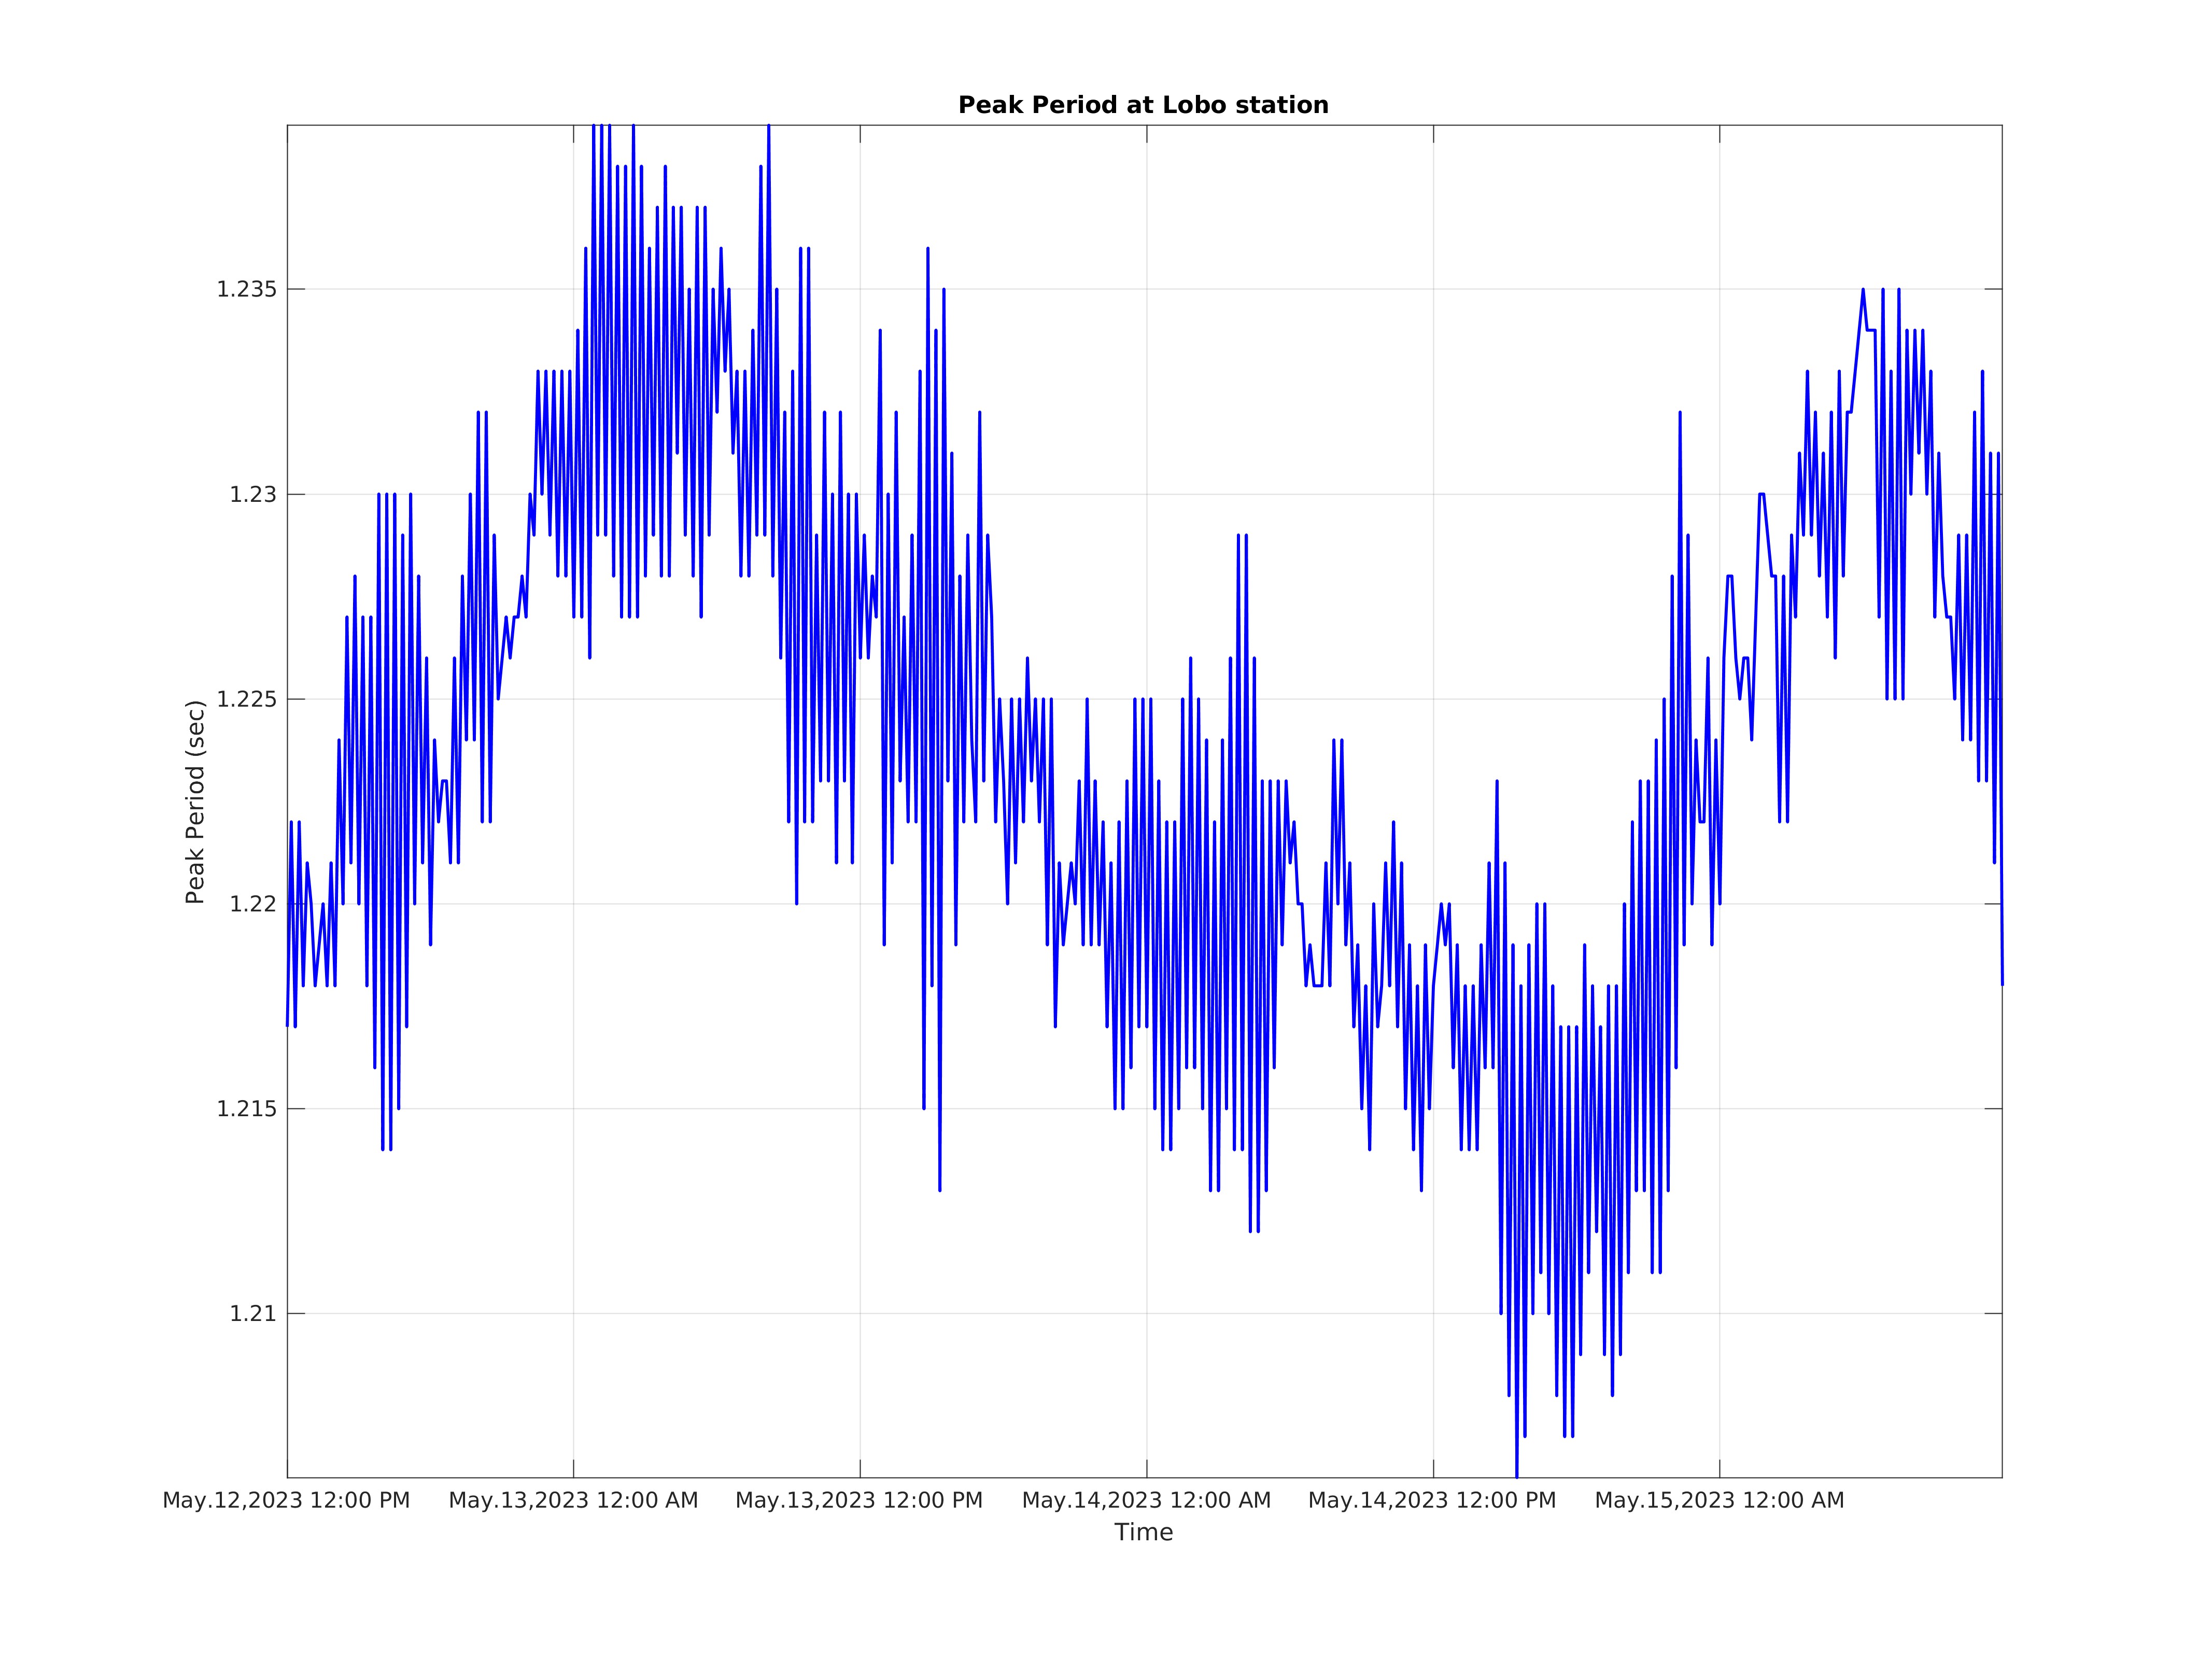 Peak Period at Lobo station
1.235
1.23
1.225
1.22
1.215
1.21
Peak Period (sec)
May.12,2023 12:00 PM
May.13,2023 12:00 AM
May.13,2023 12:00 PM
May.14,2023 12:00 AM
May.14,2023 12:00 PM
May.15,2023 12:00 AM
Time